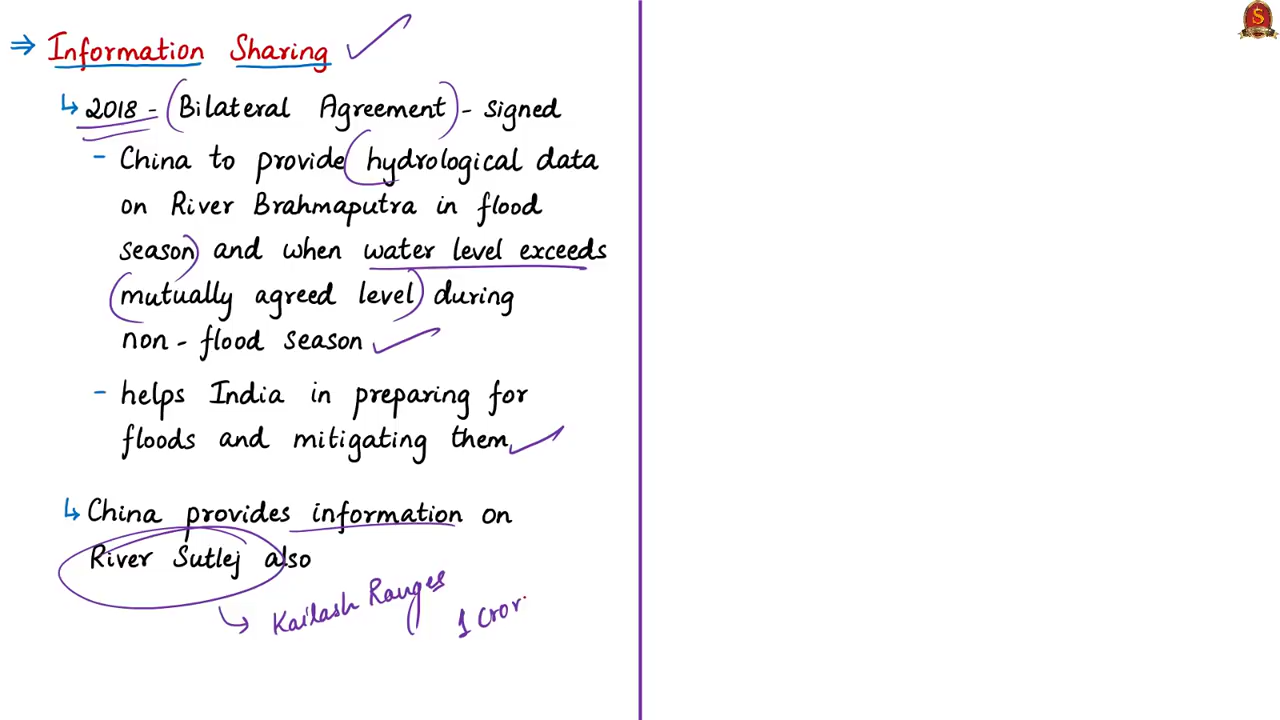 ⇒ Information Sharing
↳ 2018 - (Bilateral Agreement) - signed
- China to provide (hydrological data
on River Brahmaputra in flood
season) and when water level exceeds
(mutually agreed level) during
non - flood season
- helps India in preparing for
floods and mitigating them
↳ China provides information on
River Sutlej also
↳ Kailash Ranges
1 Cror
S